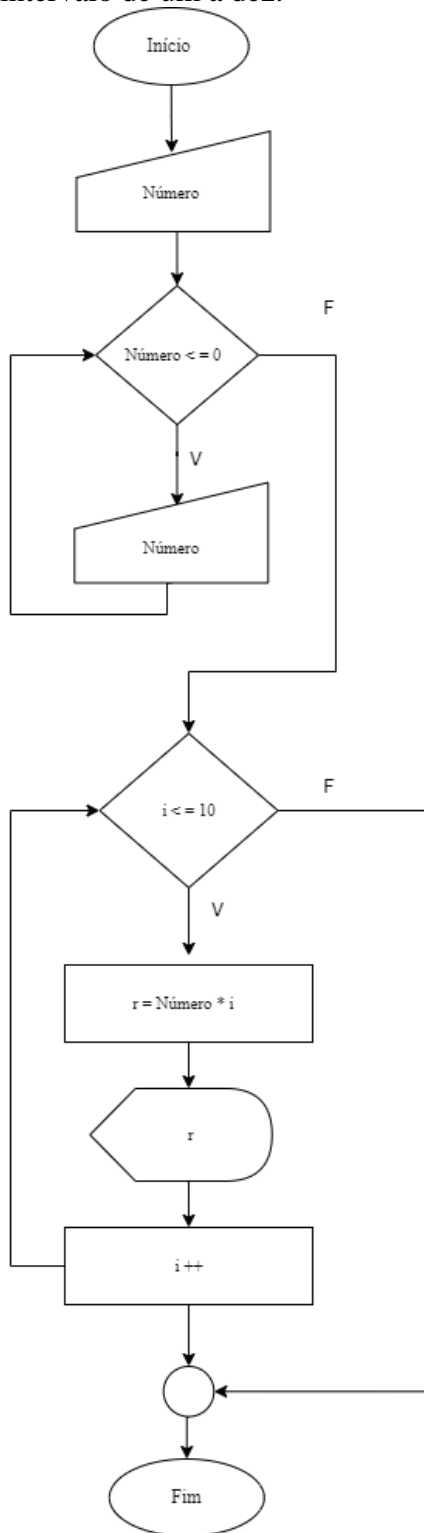 intervalo de um a dez.
Início
Número
F
Número < = 0
V
Número
F
i < = 10
V
r = Número * i
r
i ++
Fim